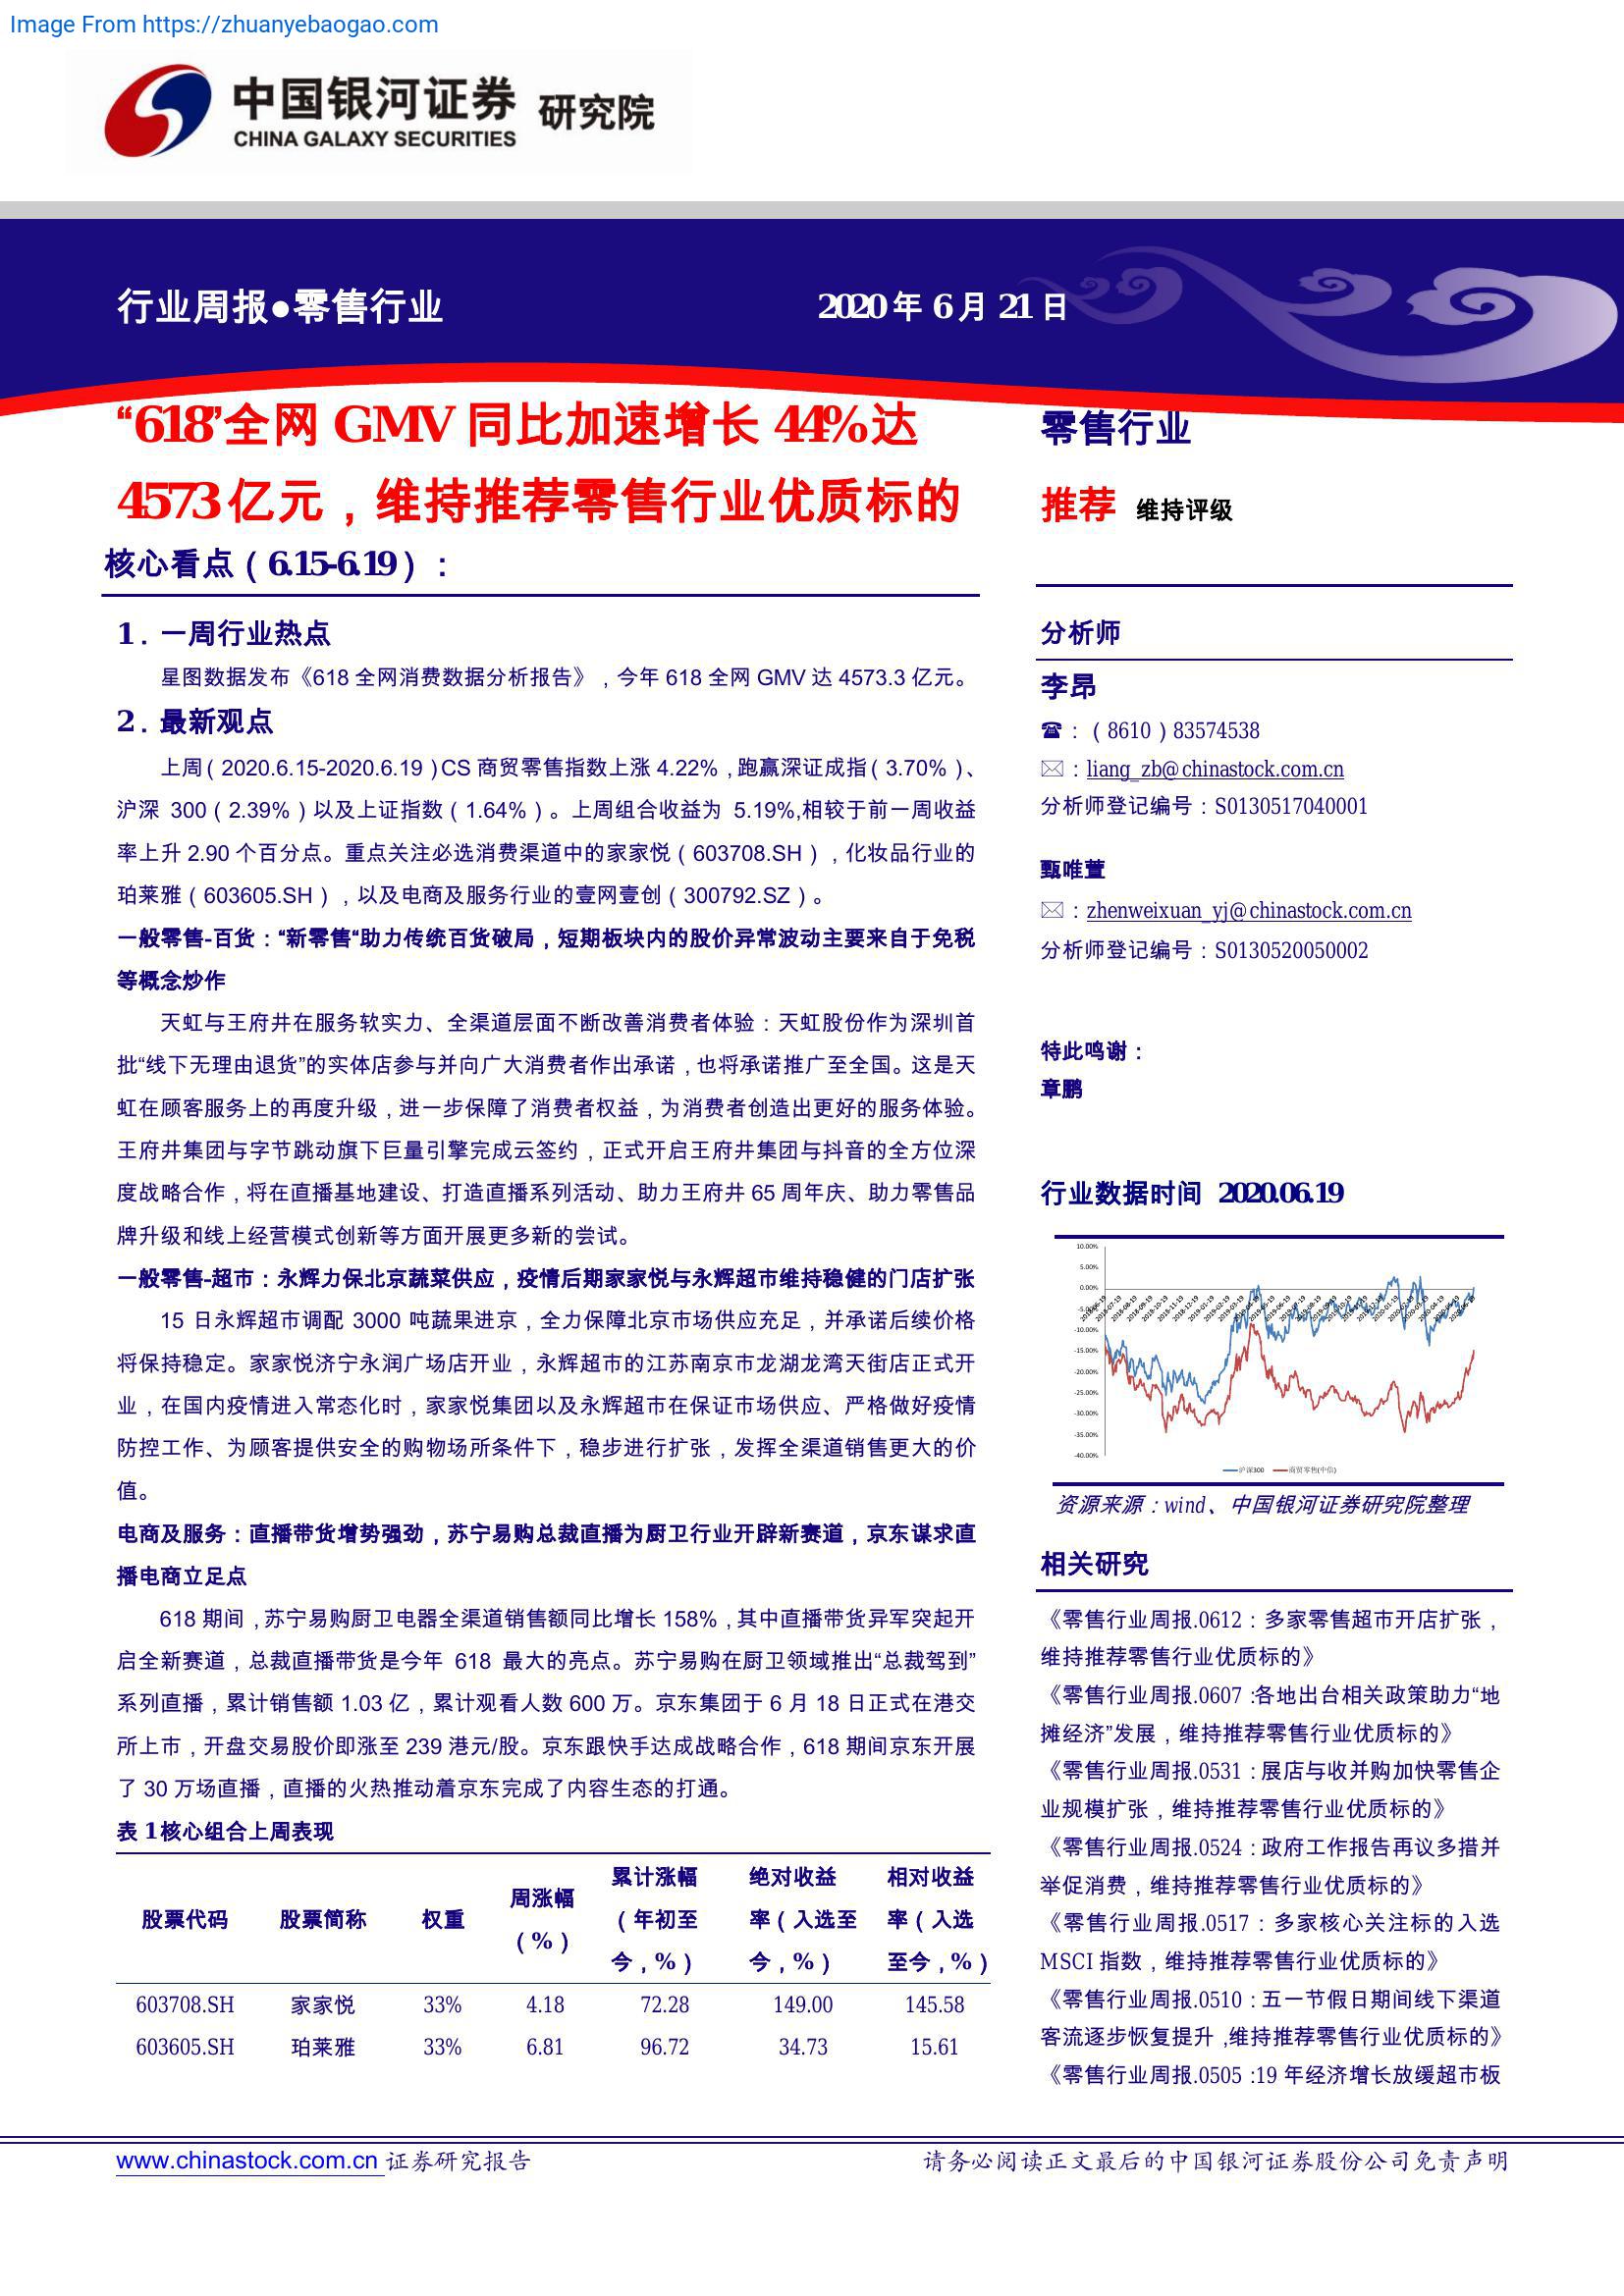 Image From https://zhuanyebaogao.com
中国银河证券 研究院
CHINA GALAXY SECURITIES
行业周报●零售行业
2020 年 6 月 21 日
“618”全网 GMV 同比加速增长 44%达
4573 亿元，维持推荐零售行业优质标的
核心看点（6.15-6.19）：
1. 一周行业热点
星图数据发布《618 全网消费数据分析报告》，今年 618 全网 GMV 达 4573.3 亿元。
2. 最新观点
上周（2020.6.15-2020.6.19）CS 商贸零售指数上涨 4.22%，跑赢深证成指（3.70%）、
沪深 300（2.39%）以及上证指数（1.64%）。上周组合收益为 5.19%,相较于前一周收益
率上升 2.90 个百分点。重点关注必选消费渠道中的家家悦（603708.SH），化妆品行业的
珀莱雅（603605.SH），以及电商及服务行业的壹网壹创（300792.SZ）。
一般零售-百货：“新零售“助力传统百货破局，短期板块内的股价异常波动主要来自于免税
等概念炒作
天虹与王府井在服务软实力、全渠道层面不断改善消费者体验：天虹股份作为深圳首
批“线下无理由退货”的实体店参与并向广大消费者作出承诺，也将承诺推广至全国。这是天
虹在顾客服务上的再度升级，进一步保障了消费者权益，为消费者创造出更好的服务体验。
王府井集团与字节跳动旗下巨量引擎完成云签约，正式开启王府井集团与抖音的全方位深
度战略合作，将在直播基地建设、打造直播系列活动、助力王府井 65 周年庆、助力零售品
牌升级和线上经营模式创新等方面开展更多新的尝试。
一般零售-超市：永辉力保北京蔬菜供应，疫情后期家家悦与永辉超市维持稳健的门店扩张
15 日永辉超市调配 3000 吨蔬果进京，全力保障北京市场供应充足，并承诺后续价格
将保持稳定。家家悦济宁永润广场店开业，永辉超市的江苏南京市龙湖龙湾天街店正式开
业，在国内疫情进入常态化时，家家悦集团以及永辉超市在保证市场供应、严格做好疫情
防控工作、为顾客提供安全的购物场所条件下，稳步进行扩张，发挥全渠道销售更大的价
值。
电商及服务：直播带货增势强劲，苏宁易购总裁直播为厨卫行业开辟新赛道，京东谋求直
播电商立足点
618 期间，苏宁易购厨卫电器全渠道销售额同比增长 158%，其中直播带货异军突起开
启全新赛道，总裁直播带货是今年 618 最大的亮点。苏宁易购在厨卫领域推出“总裁驾到”
系列直播，累计销售额 1.03 亿，累计观看人数 600 万。京东集团于 6 月 18 日正式在港交
所上市，开盘交易股价即涨至 239 港元/股。京东跟快手达成战略合作，618 期间京东开展
了 30 万场直播，直播的火热推动着京东完成了内容生态的打通。
表 1核心组合上周表现
股票代码 股票简称 权重 周涨幅（%） 累计涨幅（年初至今，%） 绝对收益率（入选至今，%） 相对收益率（入选至今，%）
603708.SH 家家悦 33% 4.18 72.28 149.00 145.58
603605.SH 珀莱雅 33% 6.81 96.72 34.73 15.61
零售行业
推荐 维持评级
分析师
李昂
☎：（8610）83574538
✉：liang_zb@chinastock.com.cn
分析师登记编号：S0130517040001
甄唯萱
✉：zhenweixuan_yj@chinastock.com.cn
分析师登记编号：S0130520050002
特此鸣谢：
章鹏
行业数据时间 2020.06.19
10.00%
5.00%
0.00%
-5.00%
-10.00%
-15.00%
-20.00%
-25.00%
-30.00%
-35.00%
-40.00%
沪深300 商贸零售(中信)
资源来源：wind、中国银河证券研究院整理
相关研究
《零售行业周报.0612：多家零售超市开店扩张，
维持推荐零售行业优质标的》
《零售行业周报.0607：各地出台相关政策助力“地
摊经济”发展，维持推荐零售行业优质标的》
《零售行业周报.0531：展店与收并购加快零售企
业规模扩张，维持推荐零售行业优质标的》
《零售行业周报.0524：政府工作报告再议多措并
举促消费，维持推荐零售行业优质标的》
《零售行业周报.0517：多家核心关注标的入选
MSCI 指数，维持推荐零售行业优质标的》
《零售行业周报.0510：五一节假日期间线下渠道
客流逐步恢复提升，维持推荐零售行业优质标的》
《零售行业周报.0505：19 年经济增长放缓超市板
www.chinastock.com.cn 证券研究报告
请务必阅读正文最后的中国银河证券股份公司免责声明